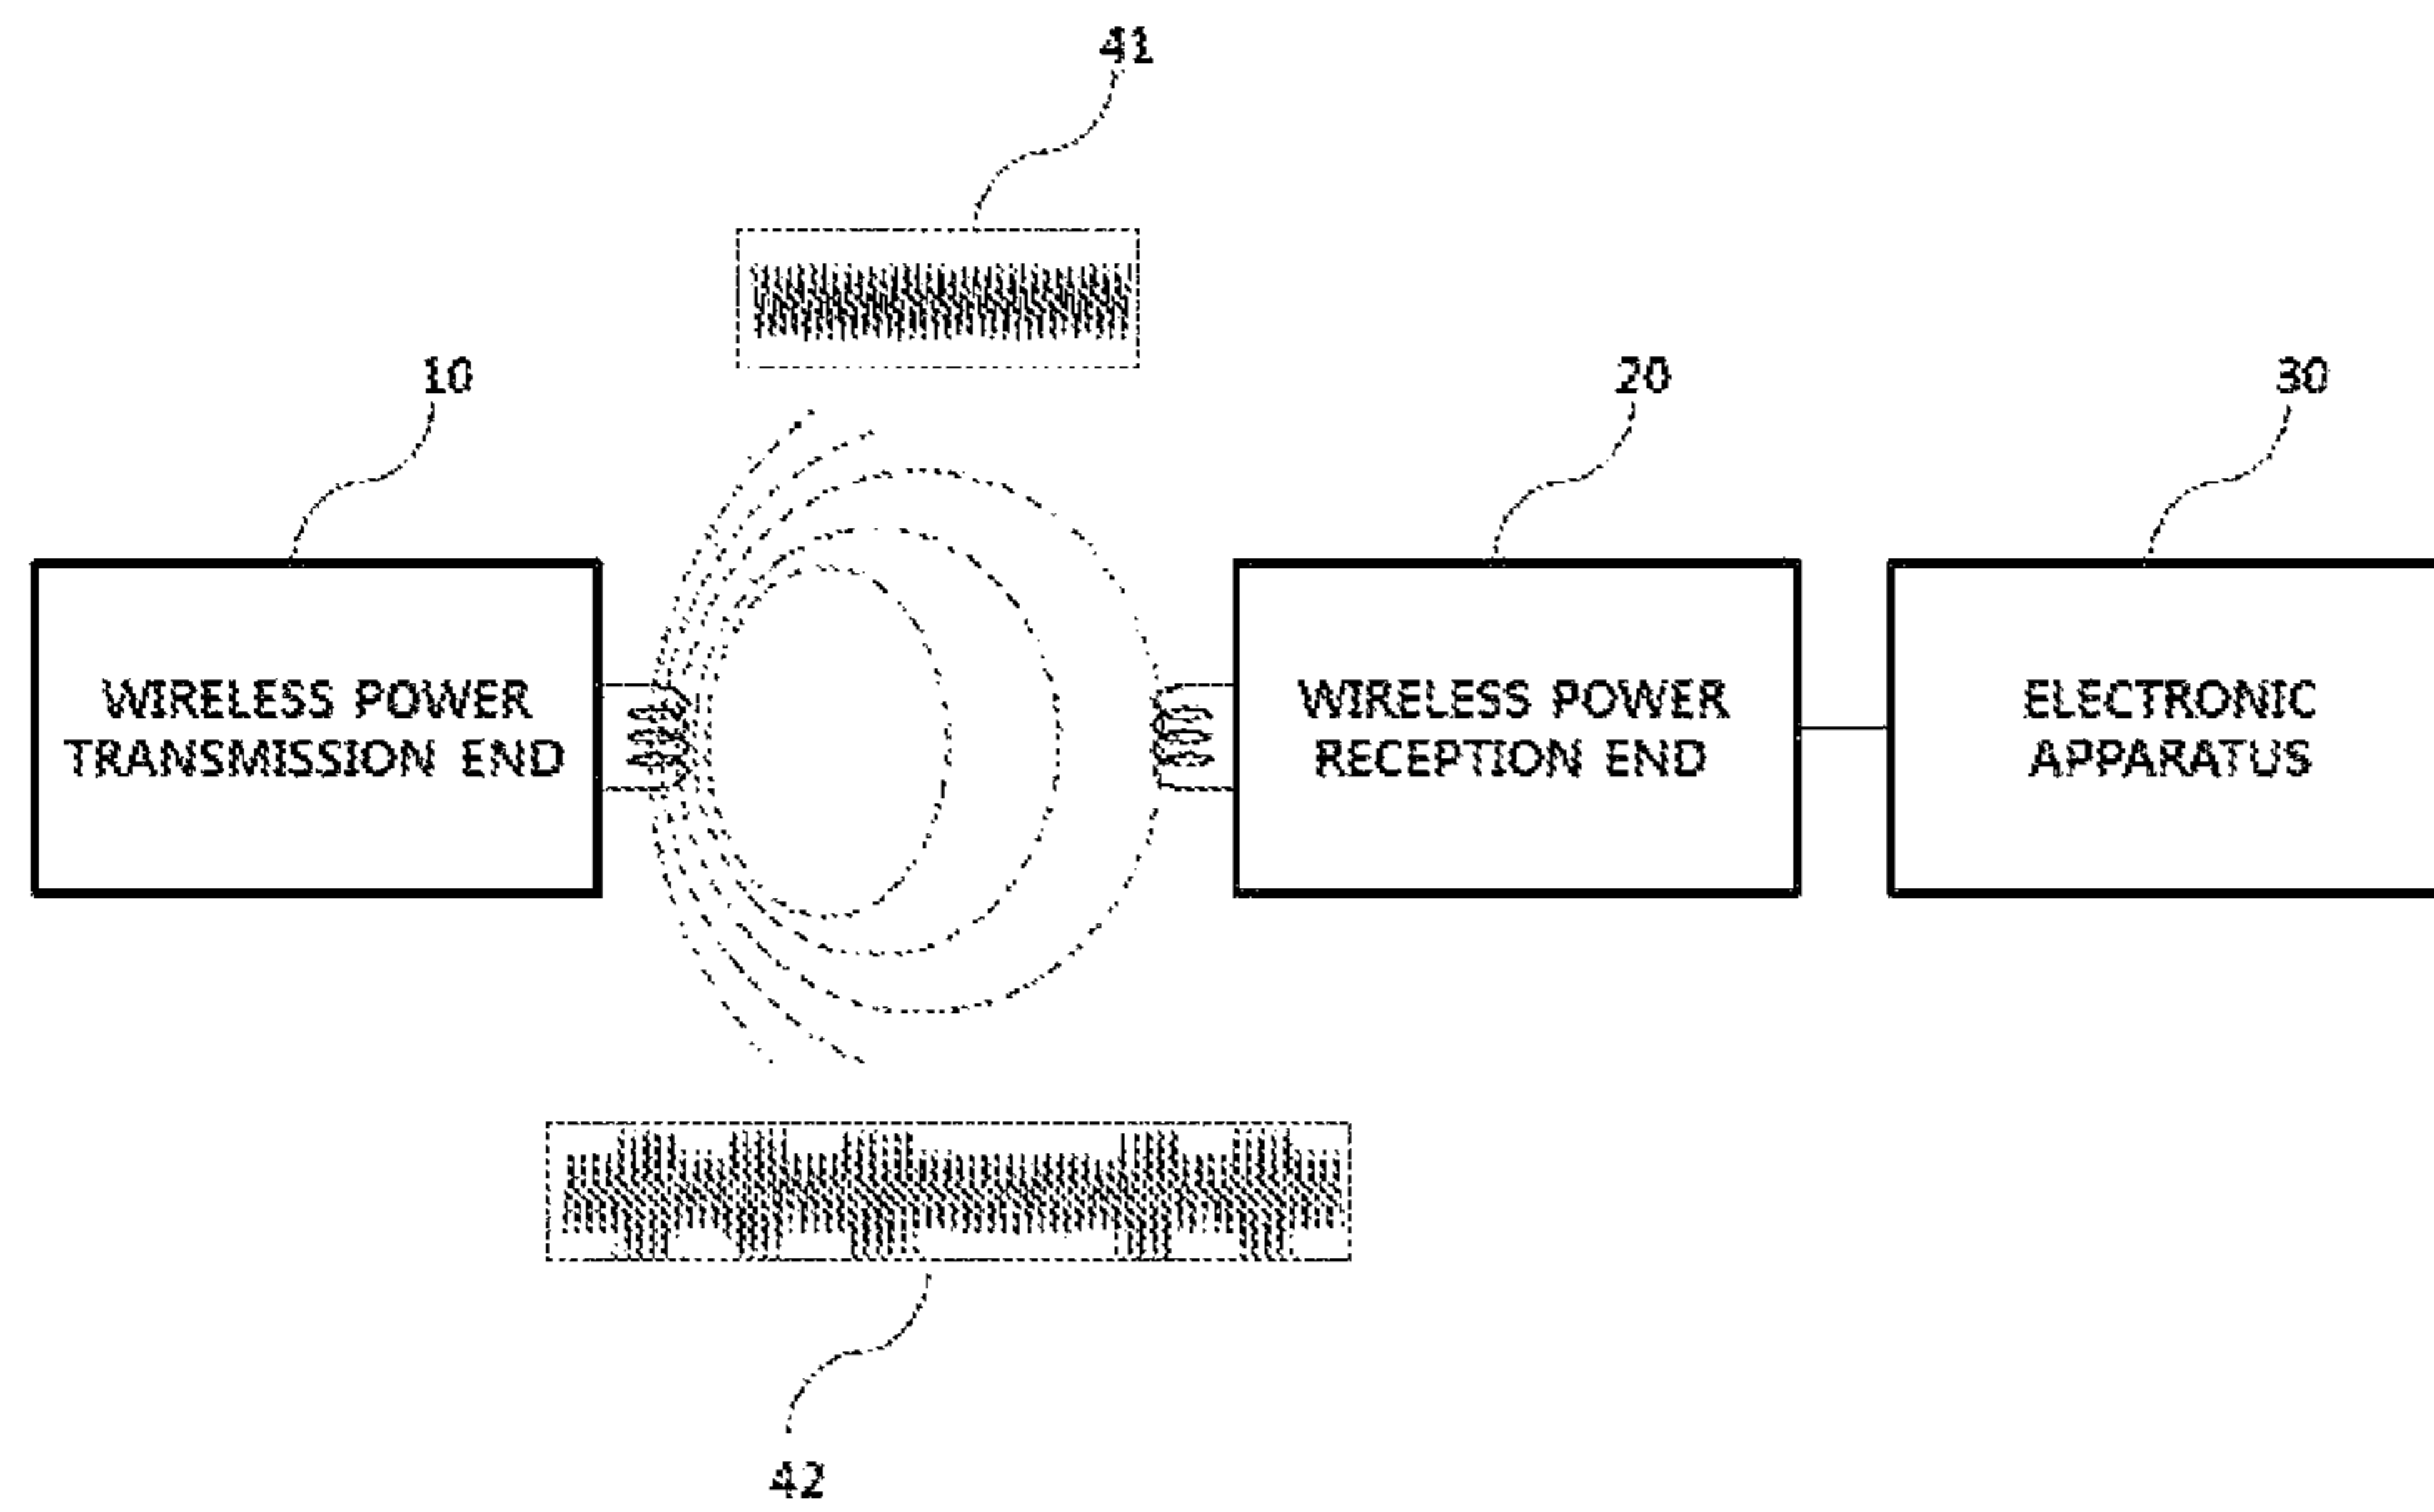 41
10
20
30
WIRELESS POWER
TRANSMISSION END
WIRELESS POWER
RECEPTION END
ELECTRONIC
APPARATUS
42